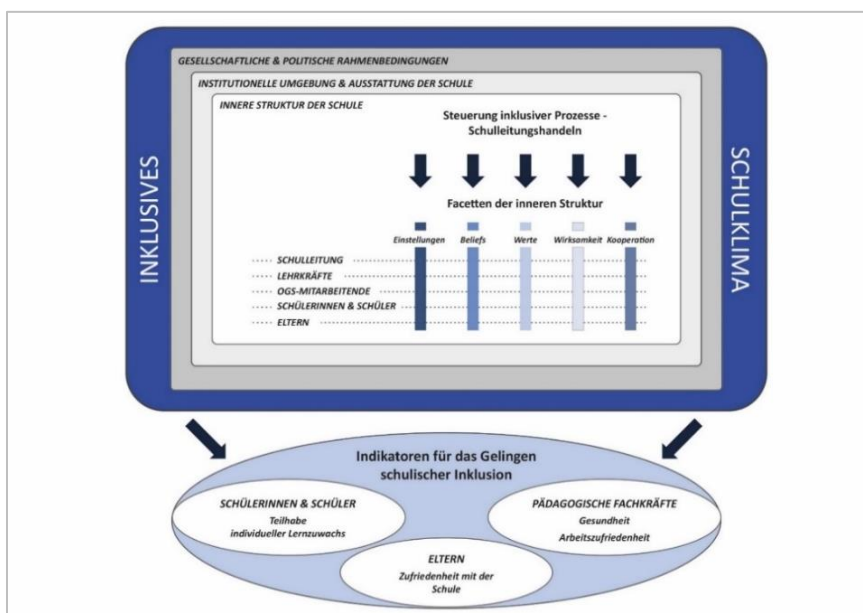 INKLUSIVES
SCHULKLIMA
GESELLSCHAFTLICHE & POLITISCHE RAHMENBEDINGUNGEN
INSTITUTIONELLE UMGEBUNG & AUSSTATTUNG DER SCHULE
INNERE STRUKTUR DER SCHULE
Steuerung inklusiver Prozesse -
Schulleitungshandeln
Facetten der inneren Struktur
Einstellungen Beliefs Werte Wirksamkeit Kooperation
SCHULLEITUNG
LEHRKRÄFTE
OGS-MITARBEITENDE
SCHÜLERINNEN & SCHÜLER
ELTERN
Indikatoren für das Gelingen
schulischer Inklusion
SCHÜLERINNEN & SCHÜLER
Teilhabe
individueller Lernzuwachs
PÄDAGOGISCHE FACHKRÄFTE
Gesundheit
Arbeitszufriedenheit
ELTERN
Zufriedenheit mit der
Schule